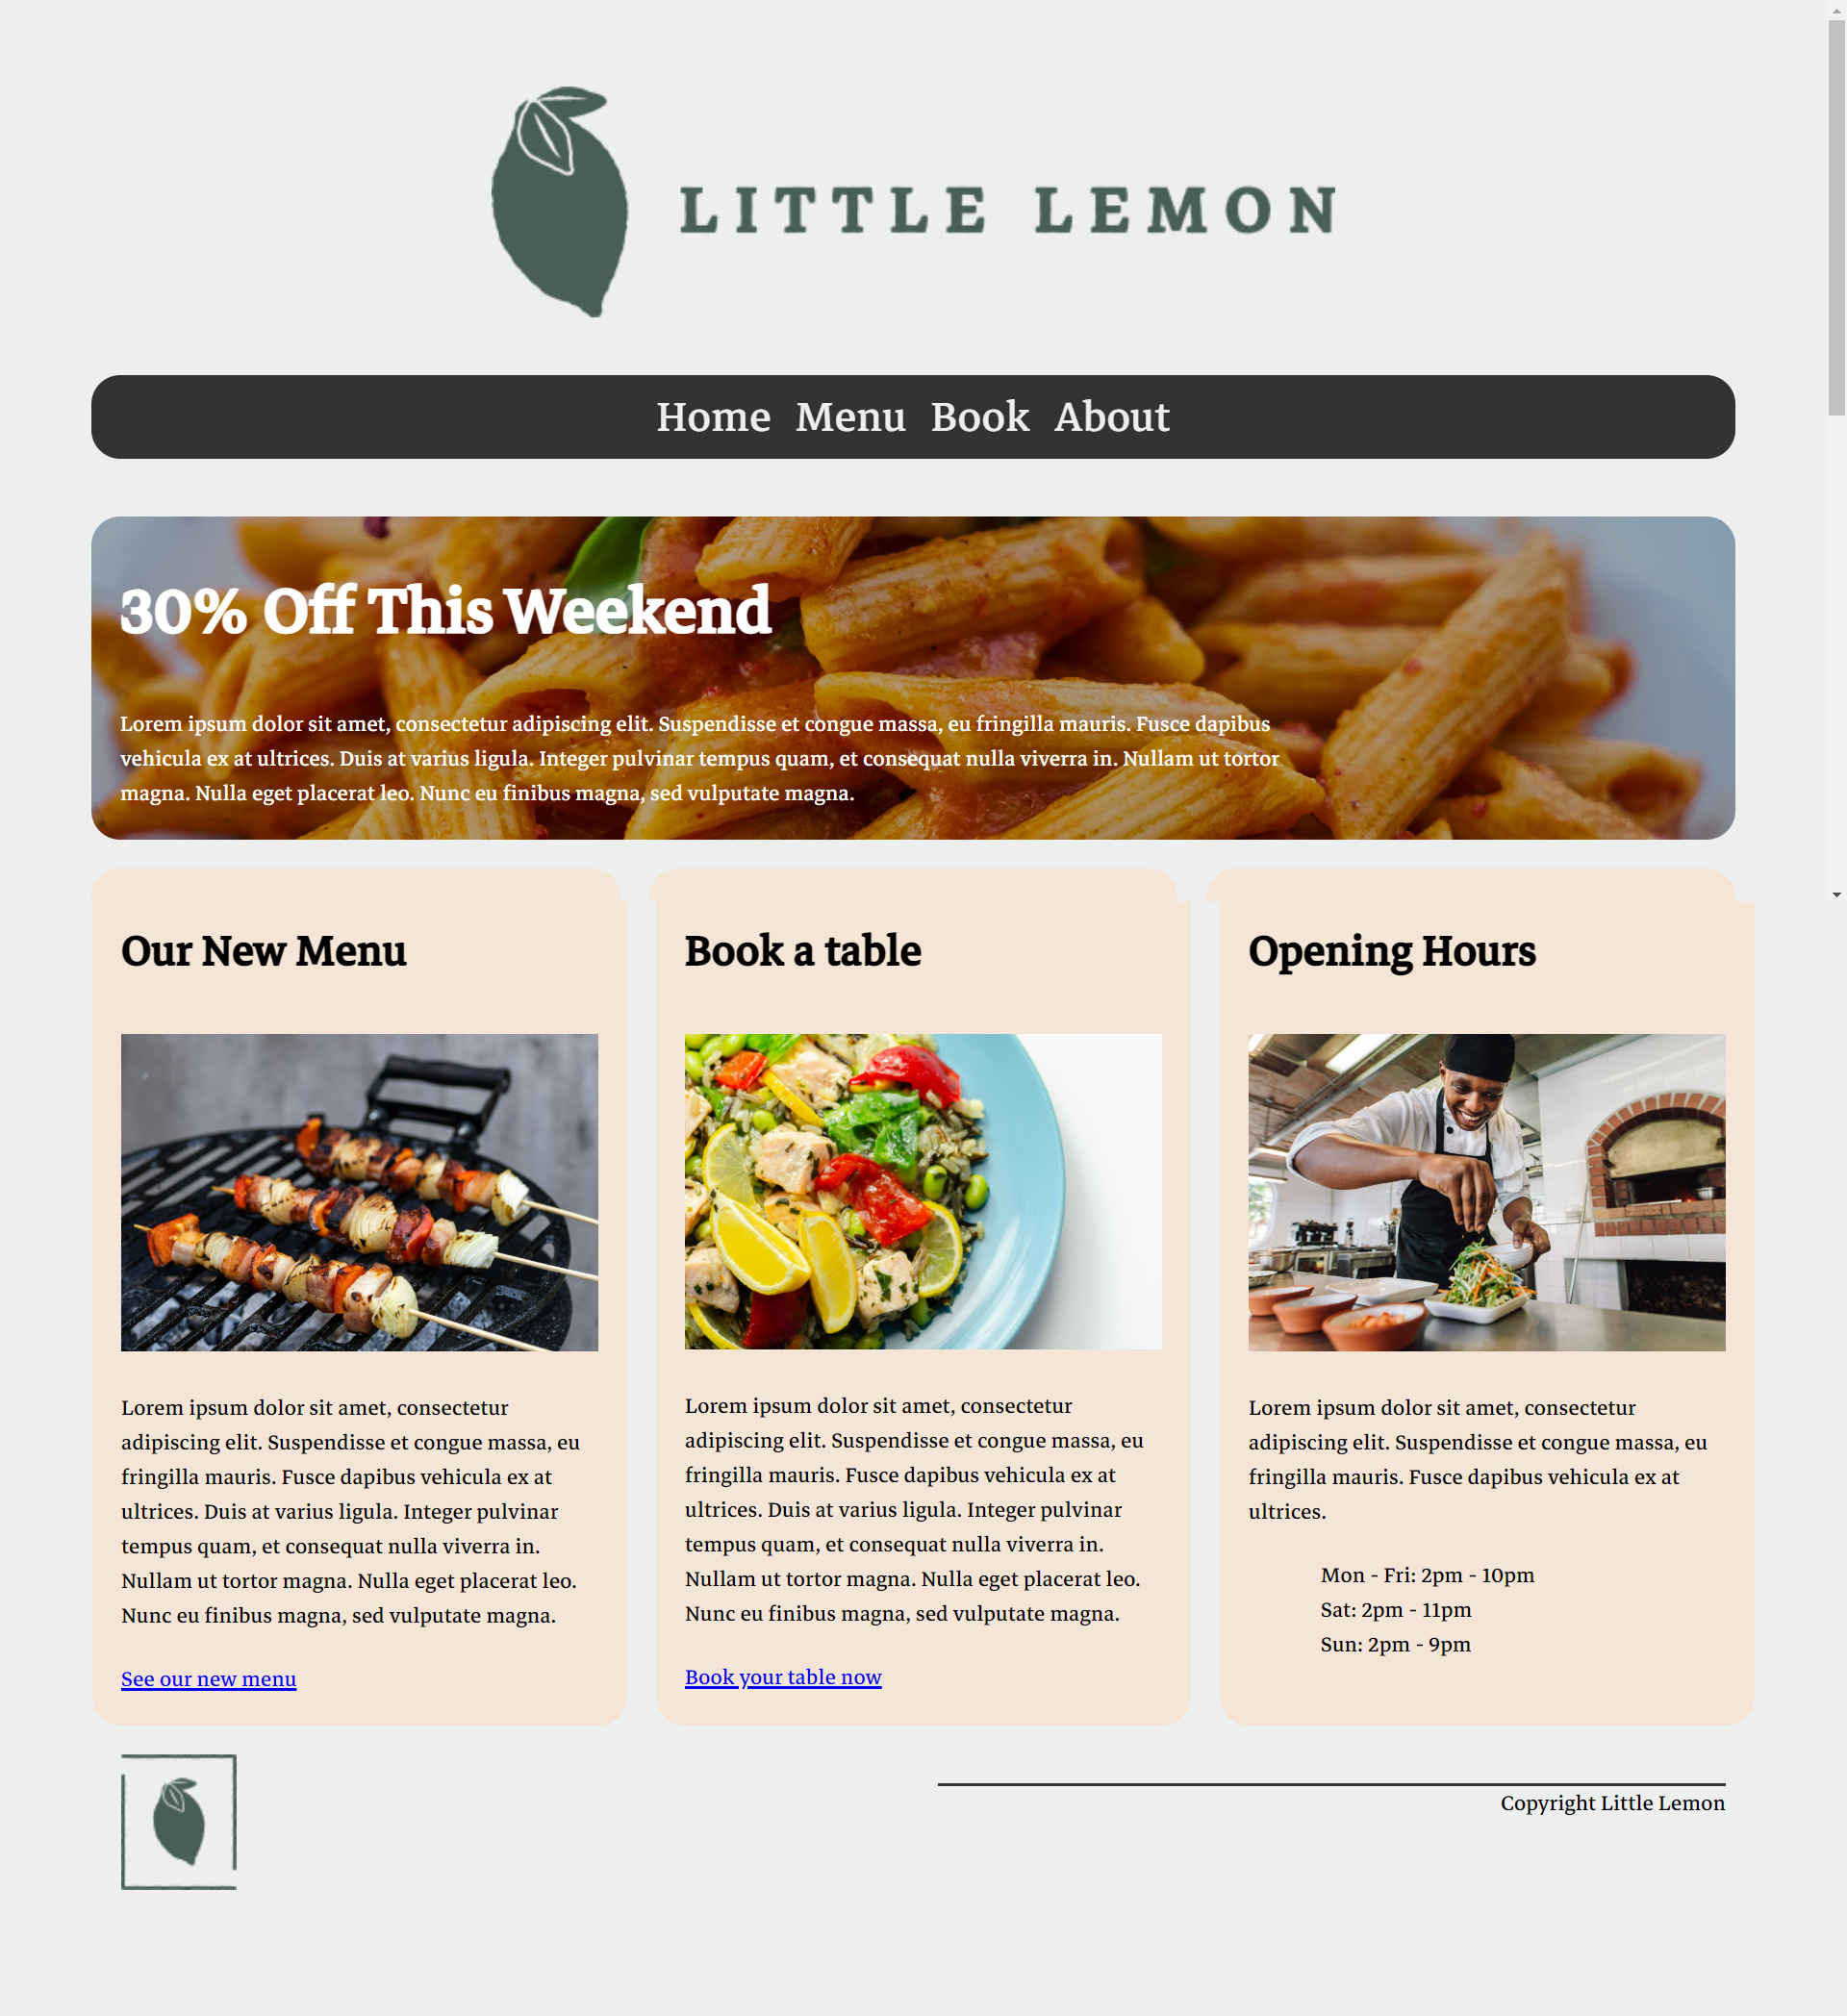 LITTLE LEMON
Home Menu Book About
30% Off This Weekend
Lorem ipsum dolor sit amet, consectetur adipiscing elit. Suspendisse et congue massa, eu fringilla mauris. Fusce dapibus
vehicula ex at ultrices. Duis at varius ligula. Integer pulvinar tempus quam, et consequat nulla viverra in. Nullam ut tortor
magna. Nulla eget placerat leo. Nunc eu finibus magna, sed vulputate magna.
Our New Menu
Lorem ipsum dolor sit amet, consectetur
adipiscing elit. Suspendisse et congue massa, eu
fringilla mauris. Fusce dapibus vehicula ex at
ultrices. Duis at varius ligula. Integer pulvinar
tempus quam, et consequat nulla viverra in.
Nullam ut tortor magna. Nulla eget placerat leo.
Nunc eu finibus magna, sed vulputate magna.
See our new menu
Book a table
Lorem ipsum dolor sit amet, consectetur
adipiscing elit. Suspendisse et congue massa, eu
fringilla mauris. Fusce dapibus vehicula ex at
ultrices. Duis at varius ligula. Integer pulvinar
tempus quam, et consequat nulla viverra in.
Nullam ut tortor magna. Nulla eget placerat leo.
Nunc eu finibus magna, sed vulputate magna.
Book your table now
Opening Hours
Lorem ipsum dolor sit amet, consectetur
adipiscing elit. Suspendisse et congue massa, eu
fringilla mauris. Fusce dapibus vehicula ex at
ultrices.
Mon - Fri: 2pm - 10pm
Sat: 2pm - 11pm
Sun: 2pm - 9pm
Copyright Little Lemon